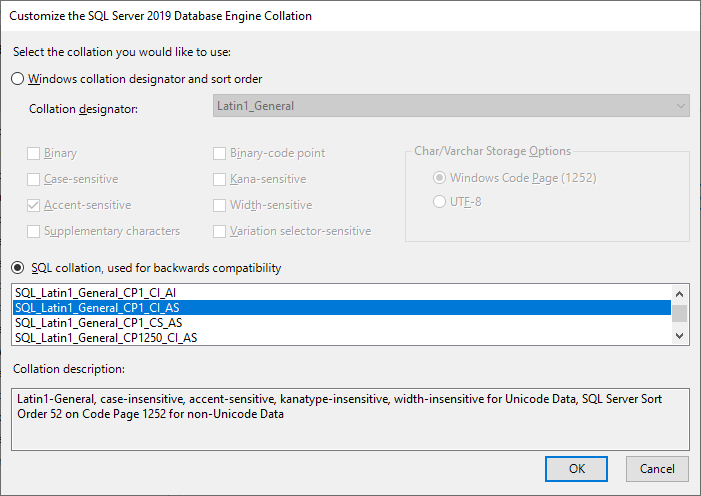 Customize the SQL Server 2019 Database Engine Collation
Select the collation you would like to use:
Windows collation designator and sort order
Collation designator:
Latin1_General
Binary
Binary-code point
Case-sensitive
Kana-sensitive
Accent-sensitive
Width-sensitive
Supplementary characters
Variation selector-sensitive
Char/Varchar Storage Options
Windows Code Page (1252)
UTF-8
SQL collation, used for backwards compatibility
SQL_Latin1_General_CP1_CI_AI
SQL_Latin1_General_CP1_CI_AS
SQL_Latin1_General_CP1_CS_AS
SQL_Latin1_General_CP1250_CI_AS
Collation description:
Latin1-General, case-insensitive, accent-sensitive, kanatype-insensitive, width-insensitive for Unicode Data, SQL Server Sort
Order 52 on Code Page 1252 for non-Unicode Data
OK
Cancel